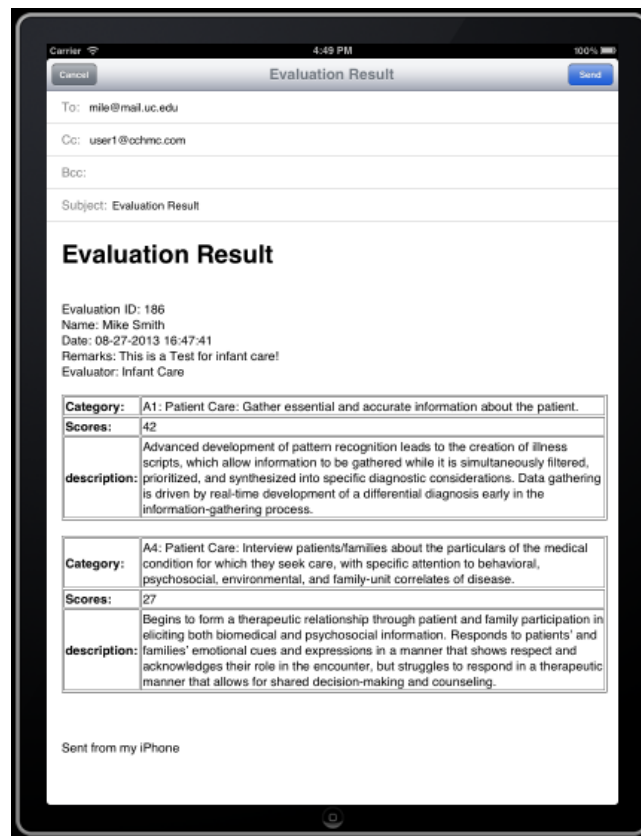 Carrier 4:49 PM 100%
Cancel Evaluation Result Send
To: mile@mail.uc.edu
Cc: user1@cchmc.com
Bcc:
Subject: Evaluation Result
Evaluation Result
Evaluation ID: 186
Name: Mike Smith
Date: 08-27-2013 16:47:41
Remarks: This is a Test for infant care!
Evaluator: Infant Care
Category: A1: Patient Care: Gather essential and accurate information about the patient.
Scores: 42
Advanced development of pattern recognition leads to the creation of illness
scripts, which allow information to be gathered while it is simultaneously filtered,
description: prioritized, and synthesized into specific diagnostic considerations. Data gathering
is driven by real-time development of a differential diagnosis early in the
information-gathering process.
A4: Patient Care: Interview patients/families about the particulars of the medical
Category: condition for which they seek care, with specific attention to behavioral,
psychosocial, environmental, and family-unit correlates of disease.
Scores: 27
Begins to form a therapeutic relationship through patient and family participation in
eliciting both biomedical and psychosocial information. Responds to patients' and
description: families' emotional cues and expressions in a manner that shows respect and
acknowledges their role in the encounter, but struggles to respond in a therapeutic
manner that allows for shared decision-making and counseling.
Sent from my iPhone